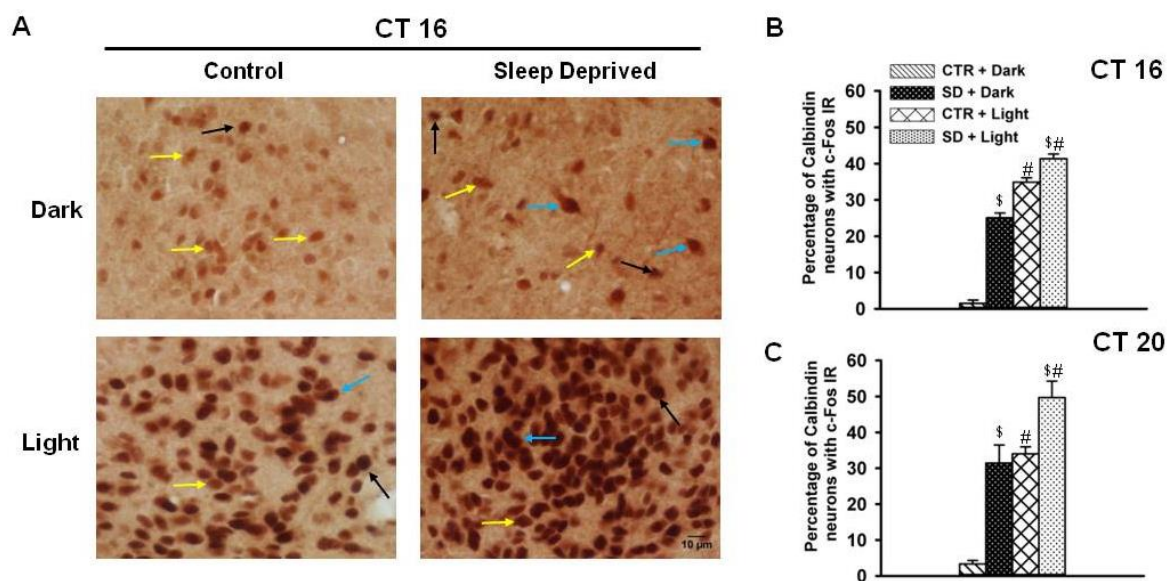 A
CT 16
Control
Sleep Deprived
Dark
Light
10 µm
B
CT 16
CTR + Dark
SD + Dark
CTR + Light
SD + Light
Percentage of Calbindin
neurons with c-Fos IR
60
50
40
30
20
10
0
$
#
$#
C
CT 20
Percentage of Calbindin
neurons with c-Fos IR
60
50
40
30
20
10
0
$
#
$#